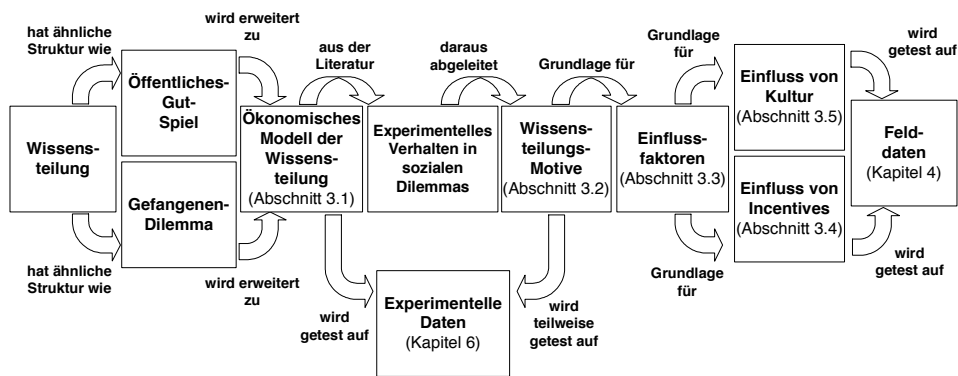 hat ähnliche
Struktur wie
Öffentliches-
Gut-
Spiel
wird erweitert
zu
Wissens-
teilung
Gefangenen-
Dilemma
hat ähnliche
Struktur wie
wird erweitert
zu
Ökonomisches
Modell der
Wissens-
teilung
(Abschnitt 3.1)
aus der
Literatur
Experimentelles
Verhalten in
sozialen
Dilemmas
daraus
abgeleitet
Wissens-
teilungs-
Motive
(Abschnitt 3.2)
Grundlage für
Einfluss-
faktoren
(Abschnitt 3.3)
Grundlage
für
Einfluss von
Kultur
(Abschnitt 3.5)
Einfluss von
Incentives
(Abschnitt 3.4)
Grundlage
für
wird
getest auf
Feld-
daten
(Kapitel 4)
wird
getest auf
wird
getest auf
Experimentelle
Daten
(Kapitel 6)
wird
teilweise
getest auf